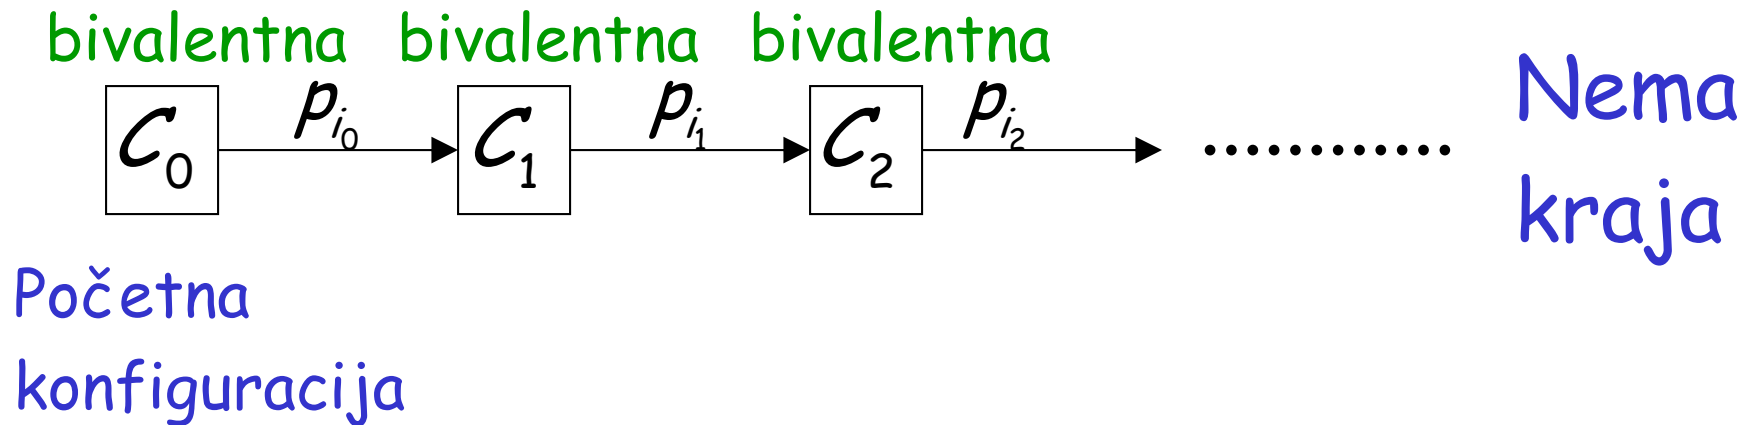 bivalentna bivalentna bivalentna
C0 pi0 C1 pi1 C2 pi2 ............
Nema
kraja
Početna
konfiguracija